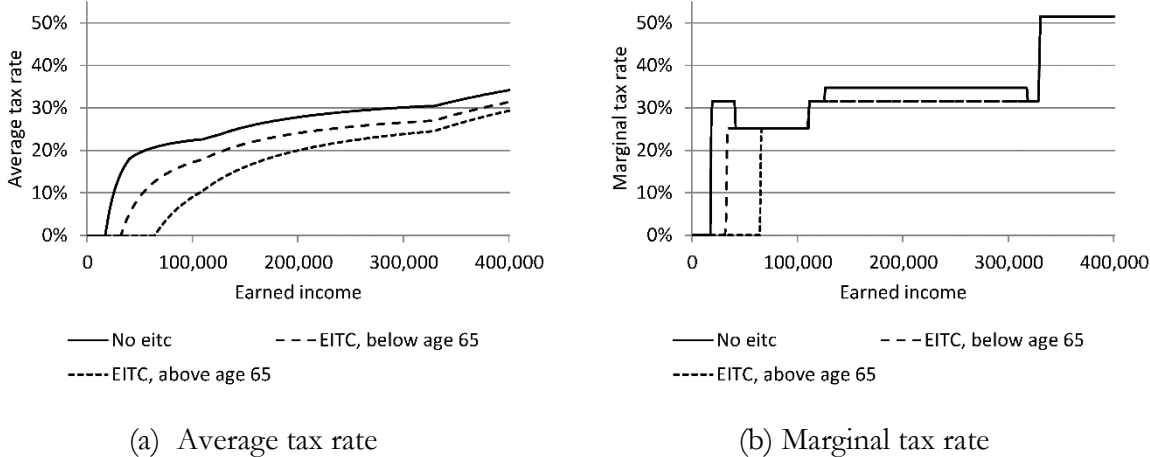 50%
40%
30%
20%
10%
0%
Average tax rate
0
100,000
200,000
300,000
400,000
Earned income
No eitc
EITC, below age 65
EITC, above age 65
(a) Average tax rate
50%
40%
30%
20%
10%
0%
Marginal tax rate
0
100,000
200,000
300,000
400,000
Earned income
No eitc
EITC, below age 65
EITC, above age 65
(b) Marginal tax rate